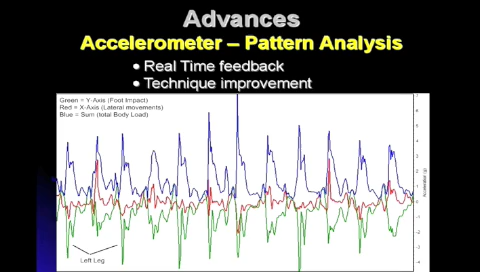 Advances
Accelerometer – Pattern Analysis
• Real Time feedback
• Technique improvement
Green = Y-Axis (Foot Impact)
Red = X-Axis (Lateral movements)
Blue = Sum (total Body Load)
Left Leg